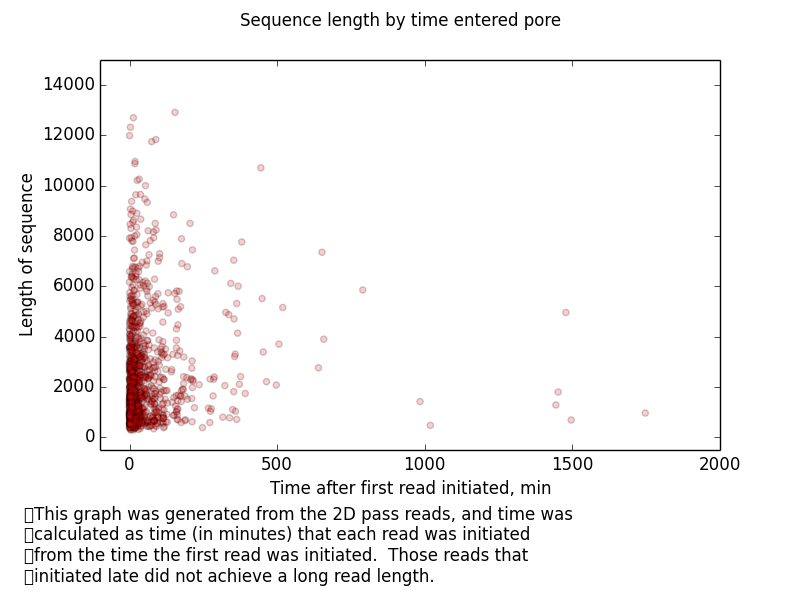 Sequence length by time entered pore
14000
12000
10000
8000
6000
4000
2000
0
Length of sequence
0 500 1000 1500 2000
Time after first read initiated, min
This graph was generated from the 2D pass reads, and time was
calculated as time (in minutes) that each read was initiated
from the time the first read was initiated.  Those reads that
initiated late did not achieve a long read length.